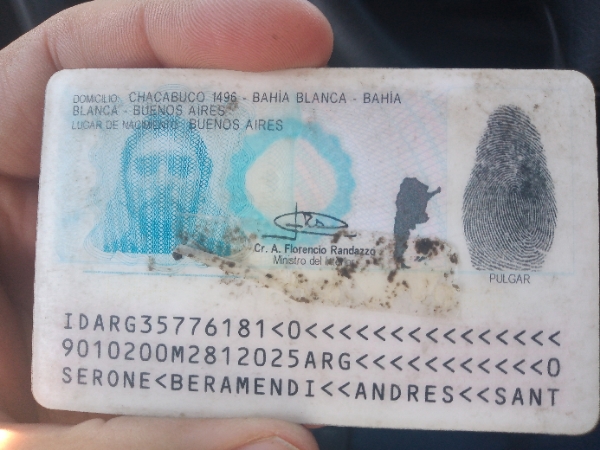 DOMICILIO: CHACABUCO 1496 - BAHÍA BLANCA - BAHÍA
BLANCA - BUENOS AIRES
LUGAR DE NACIMIENTO: BUENOS AIRES
Cr. A. Florencio Randazzo
Ministro del
PULGAR
IDARG35776181<0<<<<<<<<<<<<<<<
9010200M2812025ARG<<<<<<<<<<<0
SERONE<BERAMENDI<<ANDRES<<SANT